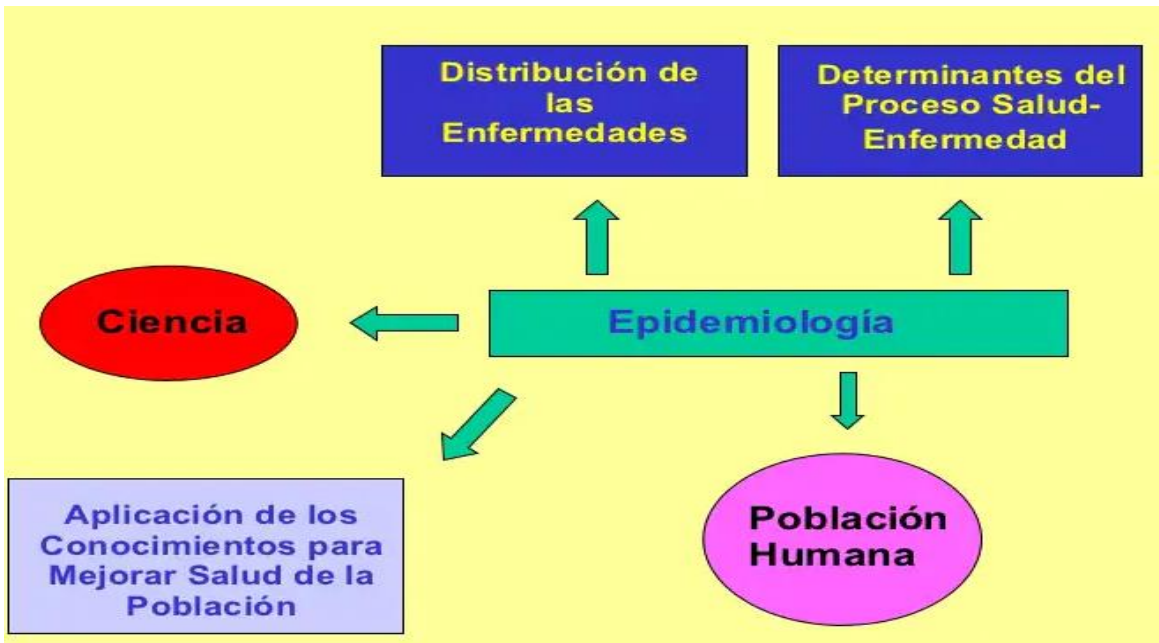 Distribución de
las
Enfermedades
Determinantes del
Proceso Salud-
Enfermedad
Ciencia
Epidemiología
Aplicación de los
Conocimientos para
Mejorar Salud de la
Población
Población
Humana